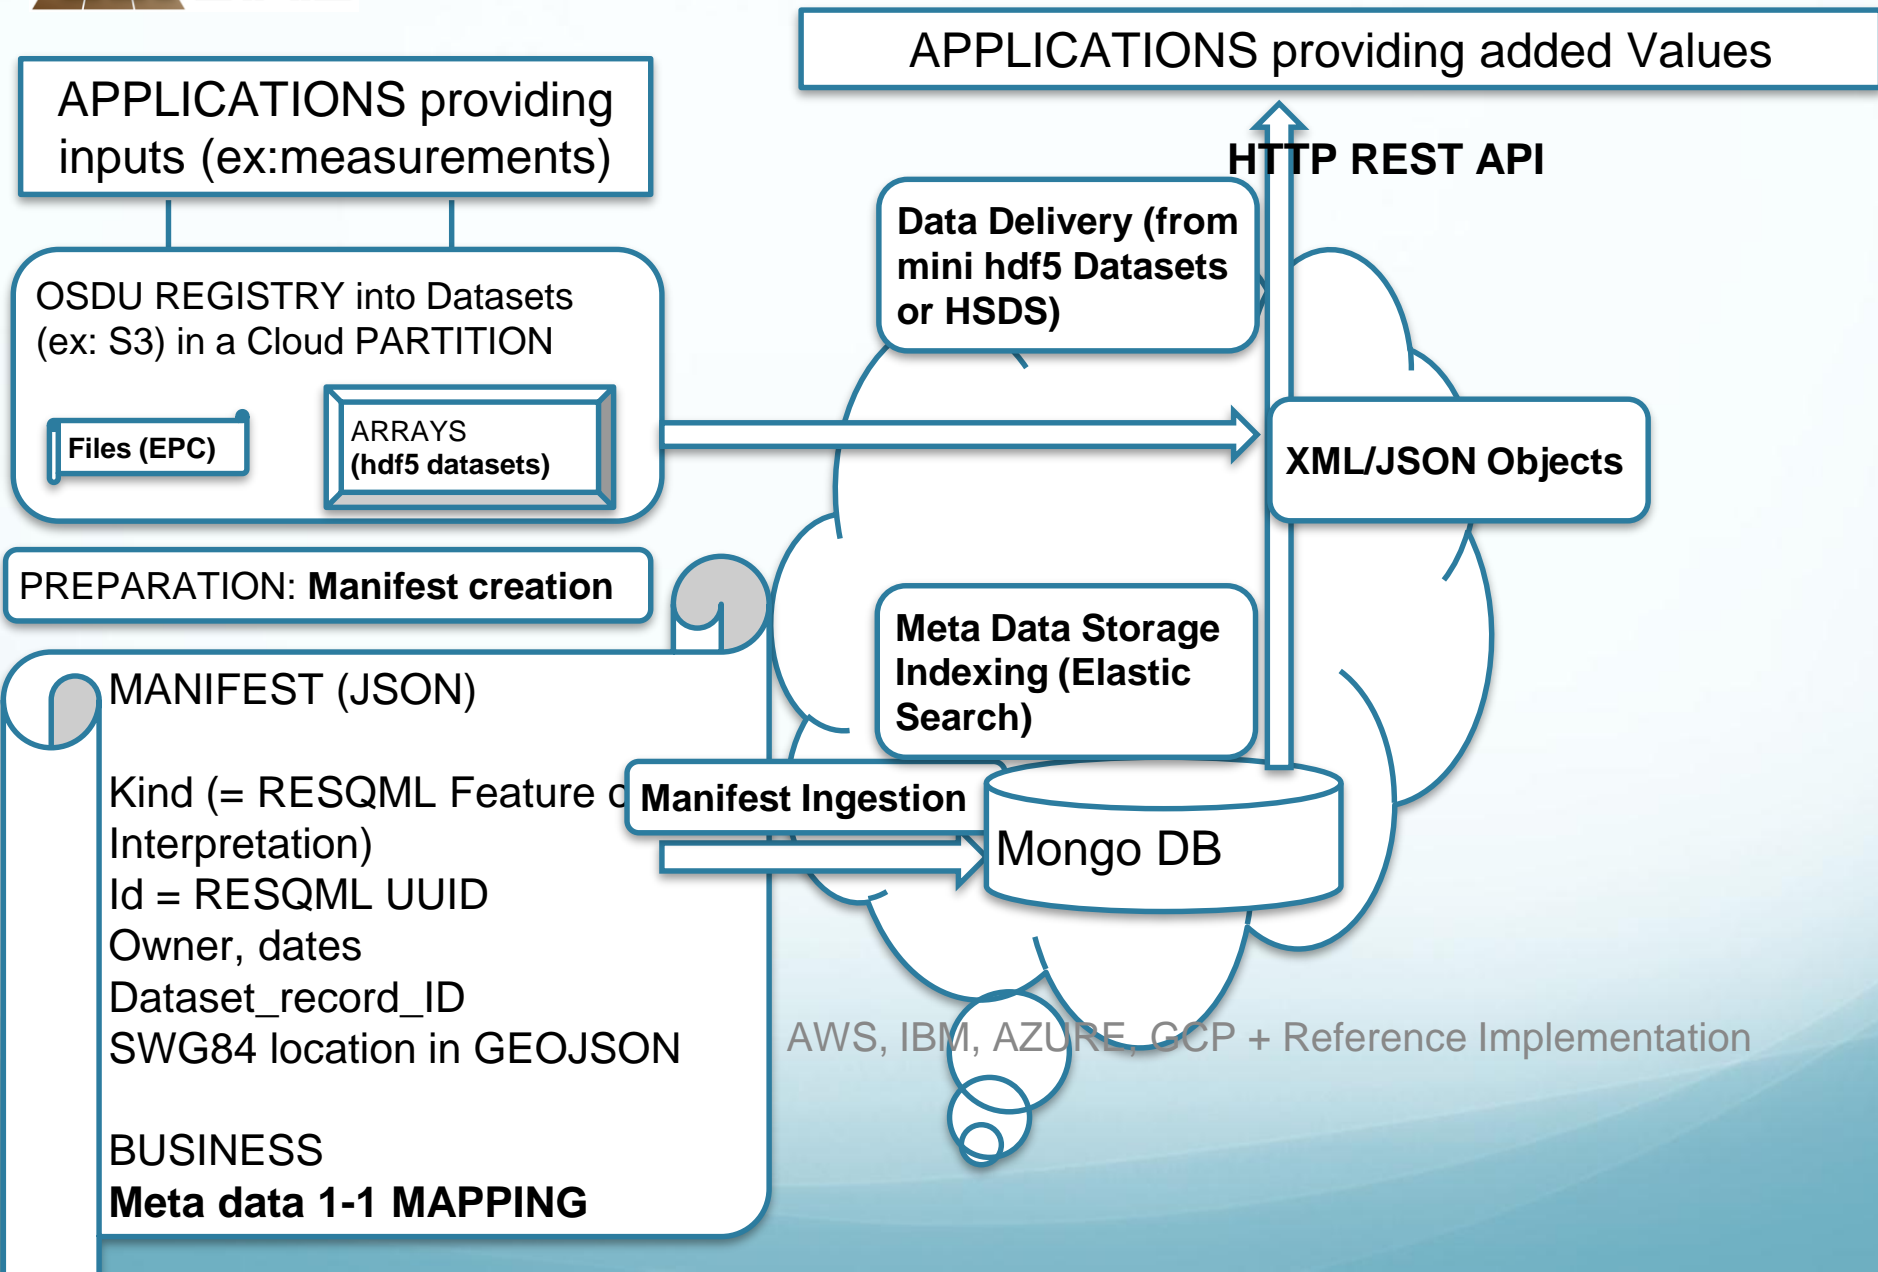 APPLICATIONS providing added Values
APPLICATIONS providing
inputs (ex:measurements)
HTTP REST API
Data Delivery (from
mini hdf5 Datasets
or HSDS)
OSDU REGISTRY into Datasets
(ex: S3) in a Cloud PARTITION
Files (EPC)
ARRAYS
(hdf5 datasets)
XML/JSON Objects
PREPARATION: Manifest creation
Meta Data Storage
Indexing (Elastic
Search)
MANIFEST (JSON)
Kind (= RESQML Feature
Interpretation)
Id = RESQML UUID
Owner, dates
Dataset_record_ID
SWG84 location in GEOJSON
BUSINESS
Meta data 1-1 MAPPING
Manifest Ingestion
Mongo DB
AWS, IBM, AZURE, GCP + Reference Implementation